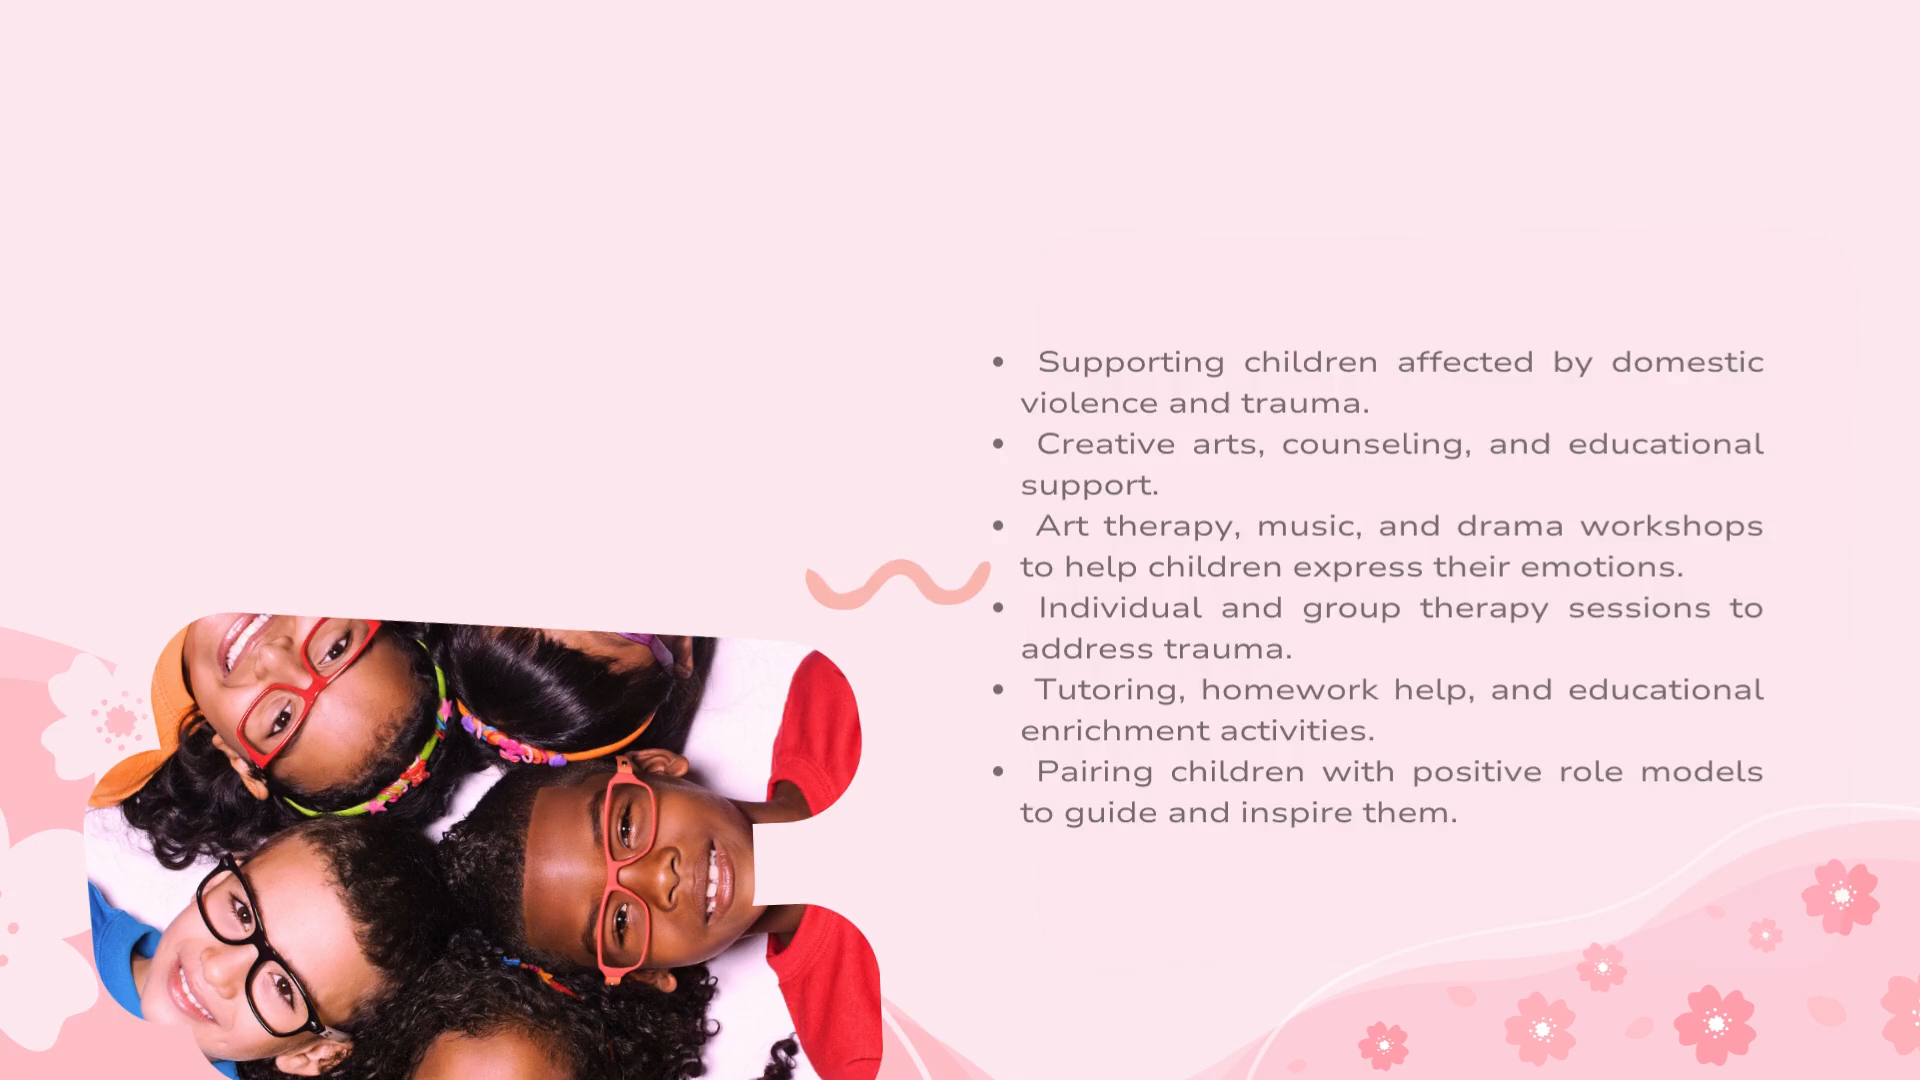 • Supporting children affected by domestic
violence and trauma.
• Creative arts, counseling, and educational
support.
• Art therapy, music, and drama workshops
to help children express their emotions.
• Individual and group therapy sessions to
address trauma.
• Tutoring, homework help, and educational
enrichment activities.
• Pairing children with positive role models
to guide and inspire them.